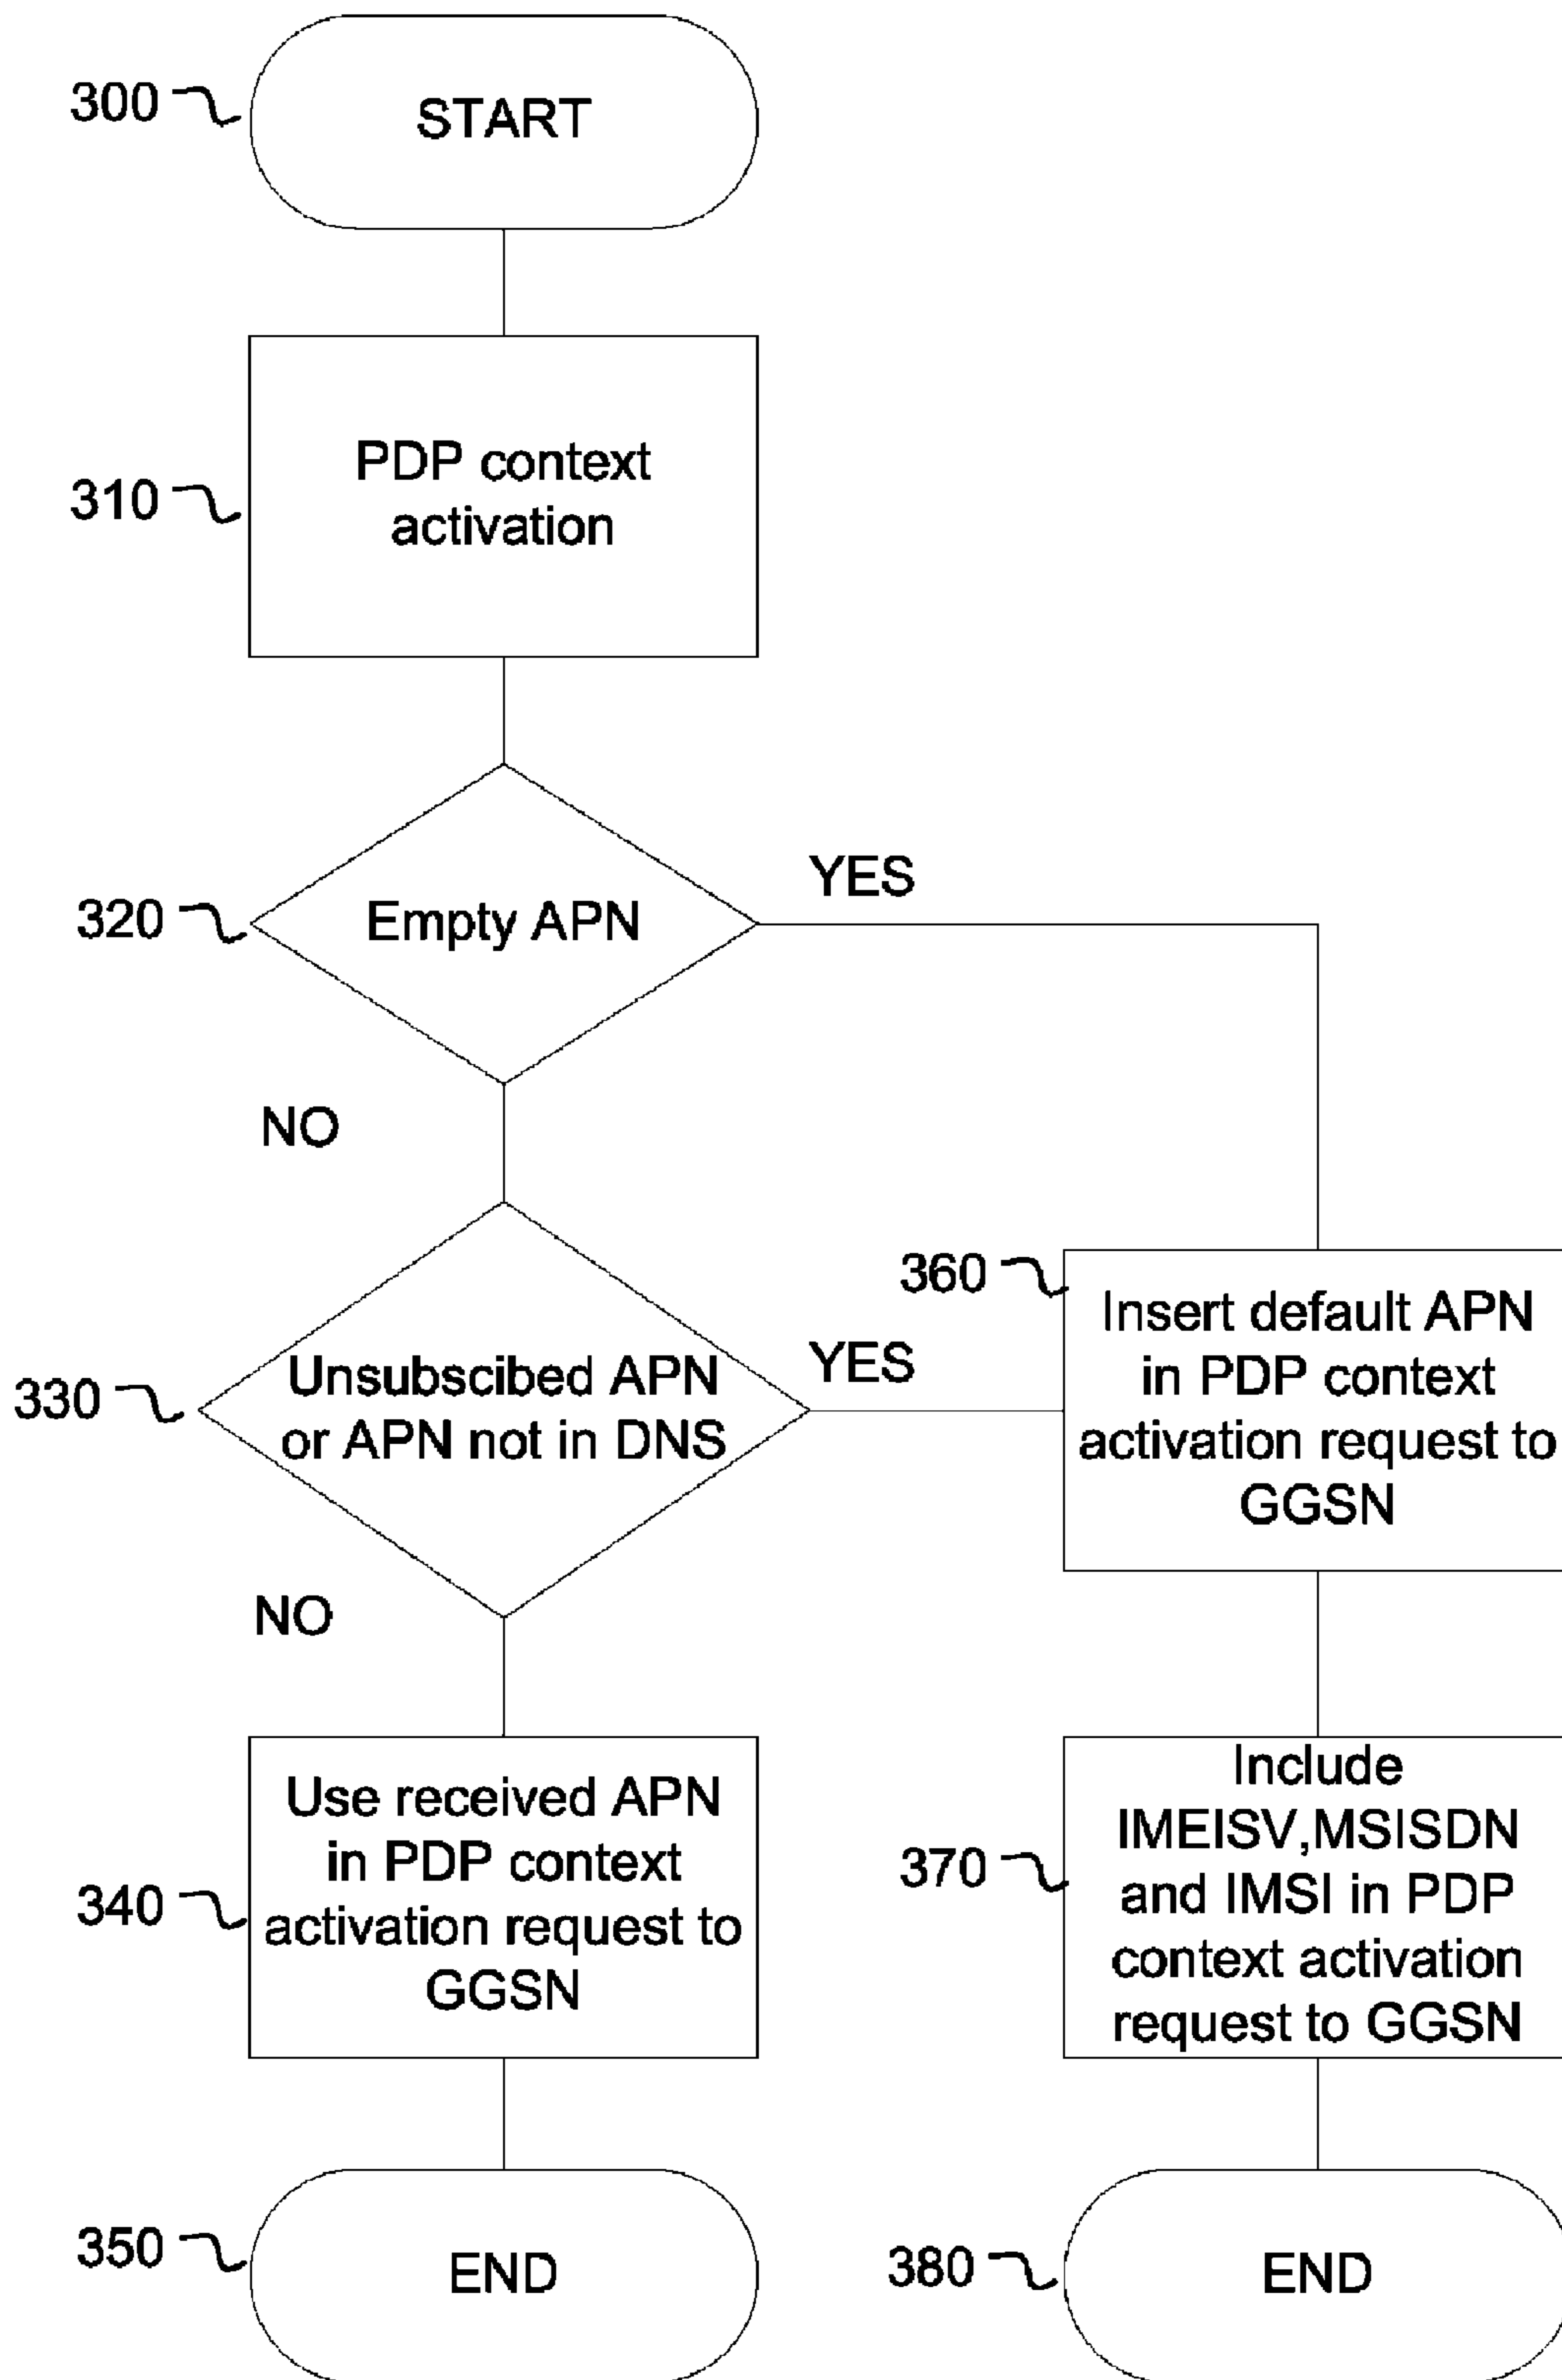 300
START
310
PDP context
activation
320
Empty APN
YES
NO
330
Unsubscibed APN
or APN not in DNS
YES
NO
360
Insert default APN
in PDP context
activation request to
GGSN
340
Use received APN
in PDP context
activation request to
GGSN
370
Include
IMEISV,MSISDN
and IMSI in PDP
context activation
request to GGSN
350
END
380
END